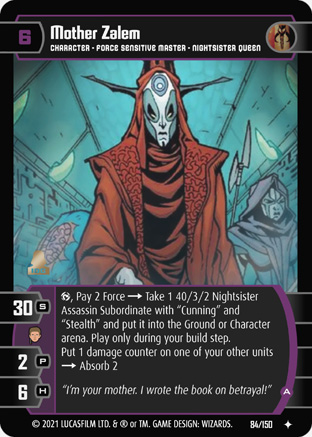 6
Mother Zalem
CHARACTER • FORCE SENSITIVE MASTER • NIGHTSISTER QUEEN
30 S
2 P
6 H
, Pay 2 Force → Take 1 40/3/2 Nightsister
Assassin Subordinate with “Cunning” and
“Stealth” and put it into the Ground or Character
arena. Play only during your build step.
Put 1 damage counter on one of your other units
→ Absorb 2
“I’m your mother. I wrote the book on betrayal!”
A
© 2021 LUCASFILM LTD. & ® or TM. GAME DESIGN: WIZARDS.
84/150